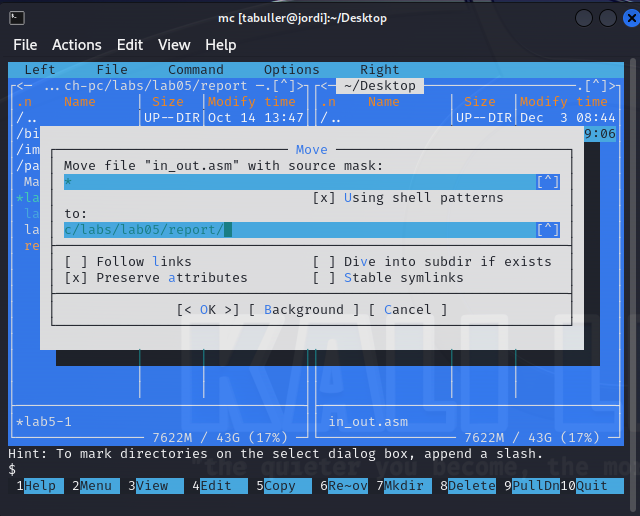 mc [tabuller@jordi]:~/Desktop
File Actions Edit View Help
Left File Command Options Right
<— ...ch-pc/labs/lab05/report —.[^]> <— ~/Desktop .[^]>
.n Name Size Modify time .n Name Size Modify time
/.. UP--DIR Oct 14 13:47 /.. UP--DIR Dec 3 08:44
/bi 9:06
/im
/pa
Ma
*la
la
la
re
Move
Move file "in_out.asm" with source mask:
* [^]
[x] Using shell patterns
to:
c/labs/lab05/report/ [^]
[ ] Follow links [ ] Dive into subdir if exists
[x] Preserve attributes [ ] Stable symlinks
[< OK >] [ Background ] [ Cancel ]
KALI L
*lab5-1 in_out.asm
7622M / 43G (17%) 7622M / 43G (17%)
Hint: To mark directories on the select dialog box, append a slash.
"the quieter you become, the mo
$
1Help 2Menu 3View 4Edit 5Copy 6Re~ov 7Mkdir 8Delete 9PullDn 10Quit